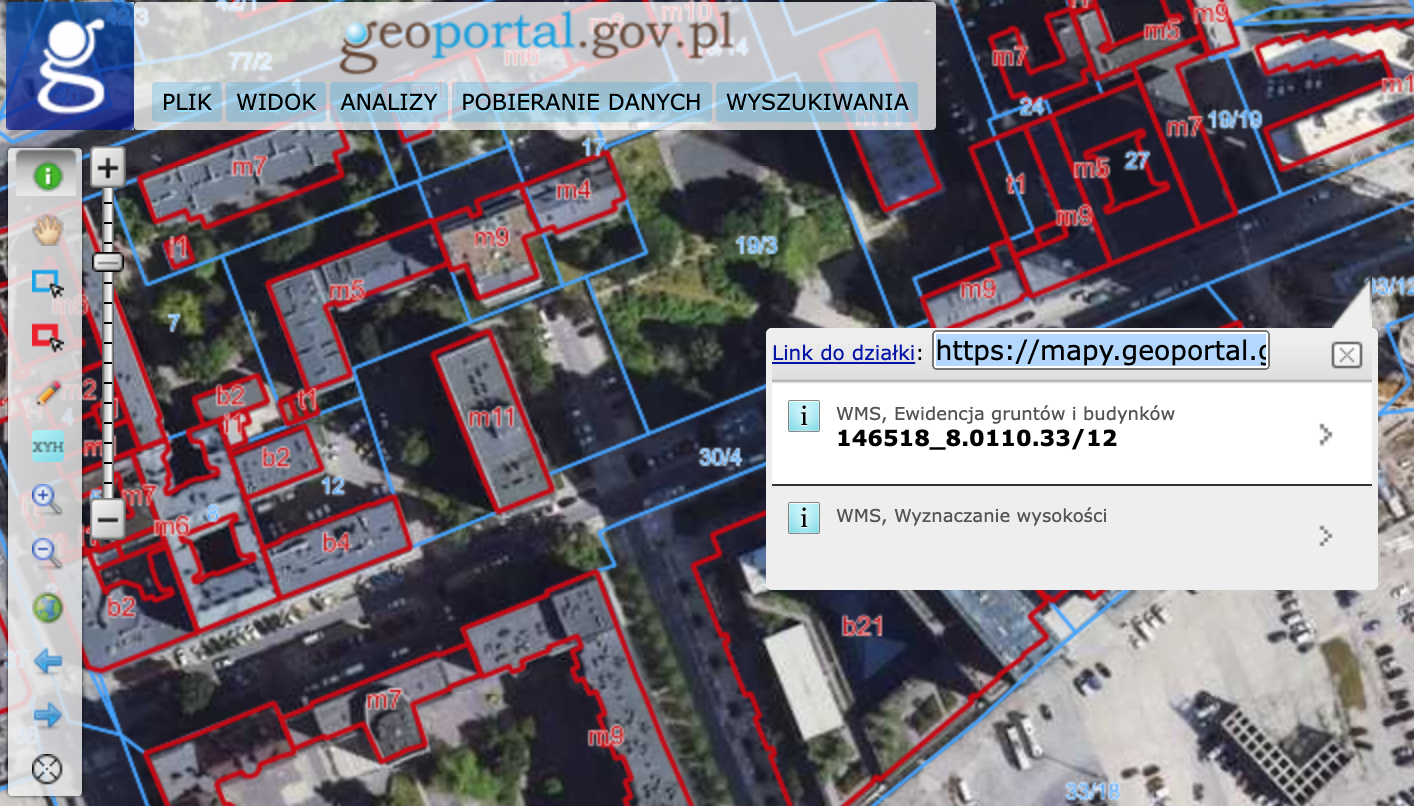 geoportal.gov.pl
PLIK WIDOK ANALIZY POBIERANIE DANYCH WYSZUKIWANIA
77/2
m10
m5
m9
m7
24
19/19
m7
17
m7
m4
27
m5
t1
m9
i1
m9
19/3
m5
m9
7
Link do działki: https://mapy.geoportal.g
i WMS, Ewidencja gruntów i budynków
146518_8.0110.33/12
i WMS, Wyznaczanie wysokości
XYH
b2
t1
i1
m11
b2
30/4
12
m7
m6
b4
b2
b21
m7
m9
33/18